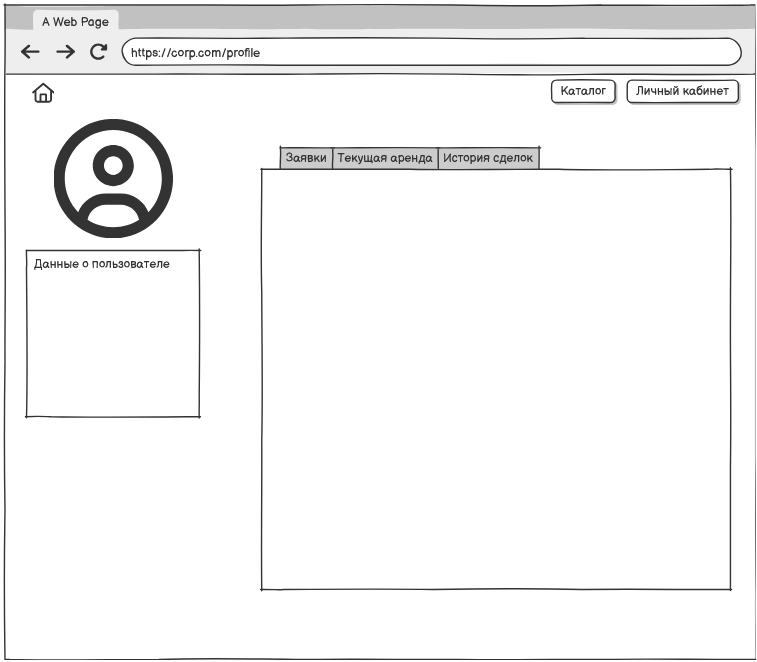 A Web Page
https://corp.com/profile
Каталог
Личный кабинет
Заявки
Текущая аренда
История сделок
Данные о пользователе